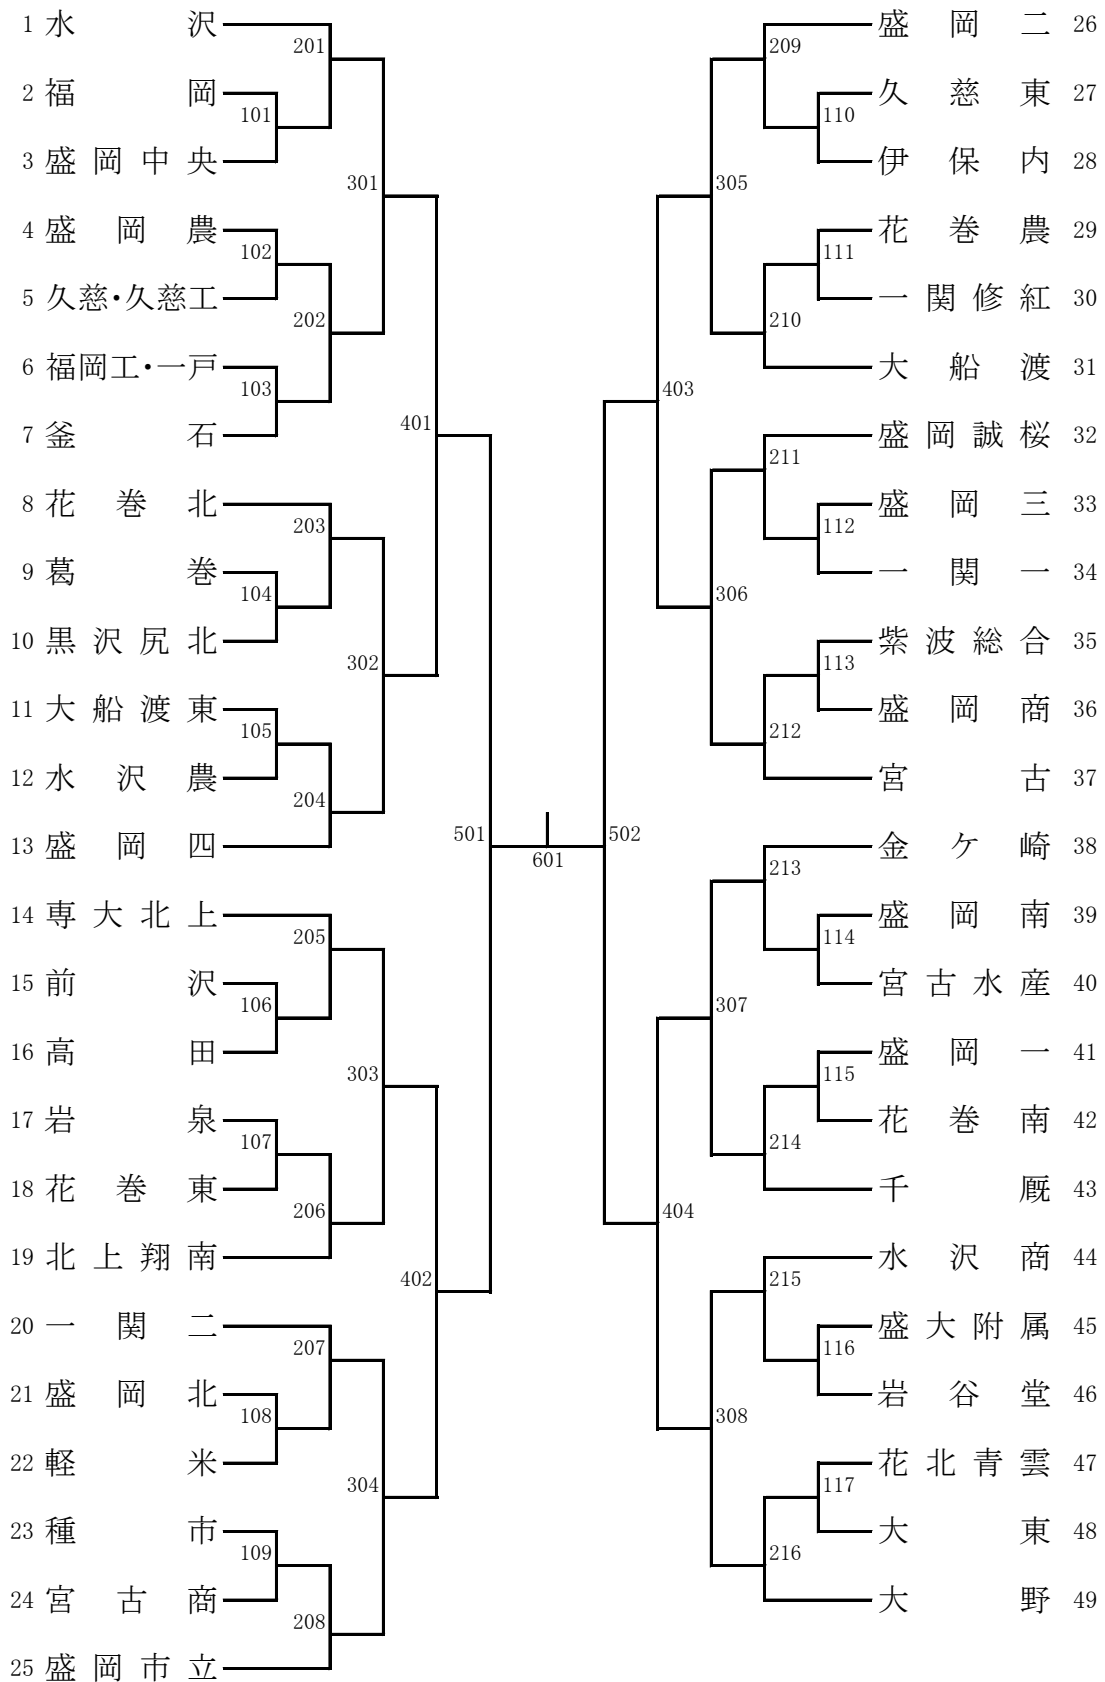 1 水沢
201
2 福岡
101
3 盛岡中央
301
4 盛岡農
102
5 久慈・久慈工
202
6 福岡工・一戸
103
7 釜石
401
8 花巻北
203
9 葛巻
104
10 黒沢尻北
302
11 大船渡東
105
12 水沢農
204
13 盛岡四
501
14 専大北上
205
15 前沢
106
16 高田
303
17 岩泉
107
18 花巻東
206
19 北上翔南
402
20 一関二
207
21 盛岡北
108
22 軽米
304
23 種市
109
24 宮古商
208
25 盛岡市立
601
盛岡二 26
209
久慈東 27
110
伊保内 28
305
花巻農 29
111
一関修紅 30
210
大船渡 31
403
盛岡誠桜 32
211
盛岡三 33
112
一関一 34
306
紫波総合 35
113
盛岡商 36
212
宮古 37
502
金ケ崎 38
213
盛岡南 39
114
宮古水産 40
307
盛岡一 41
115
花巻南 42
214
千厩 43
404
水沢商 44
215
盛大附属 45
116
岩谷堂 46
308
花北青雲 47
117
大東 48
216
大野 49